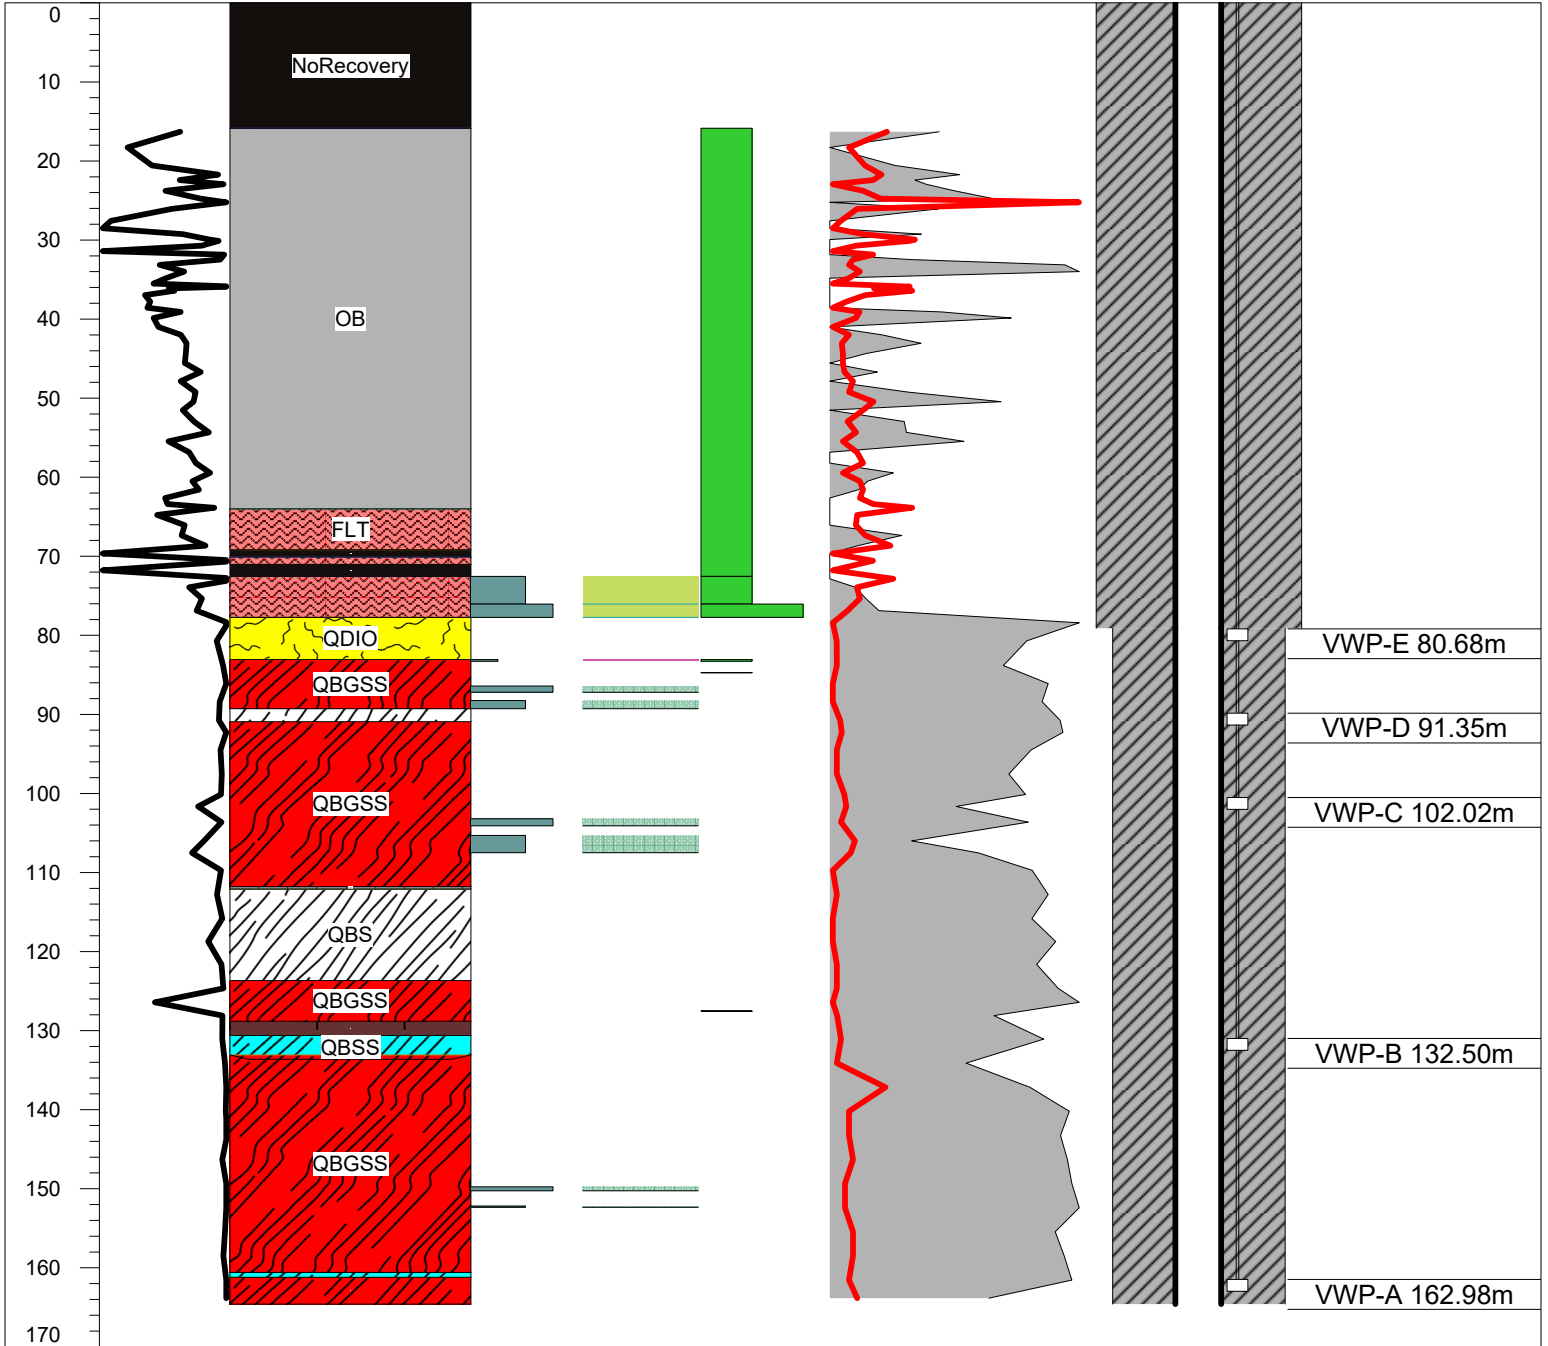 0
NoRecovery
10
20
30
OB
40
50
60
FLT
70
80
QDIO
VWP-E 80.68m
QBGSS
90
VWP-D 91.35m
100
QBGSS
VWP-C 102.02m
110
QBS
120
QBGSS
130
QBSS
VWP-B 132.50m
140
QBGSS
150
160
VWP-A 162.98m
170